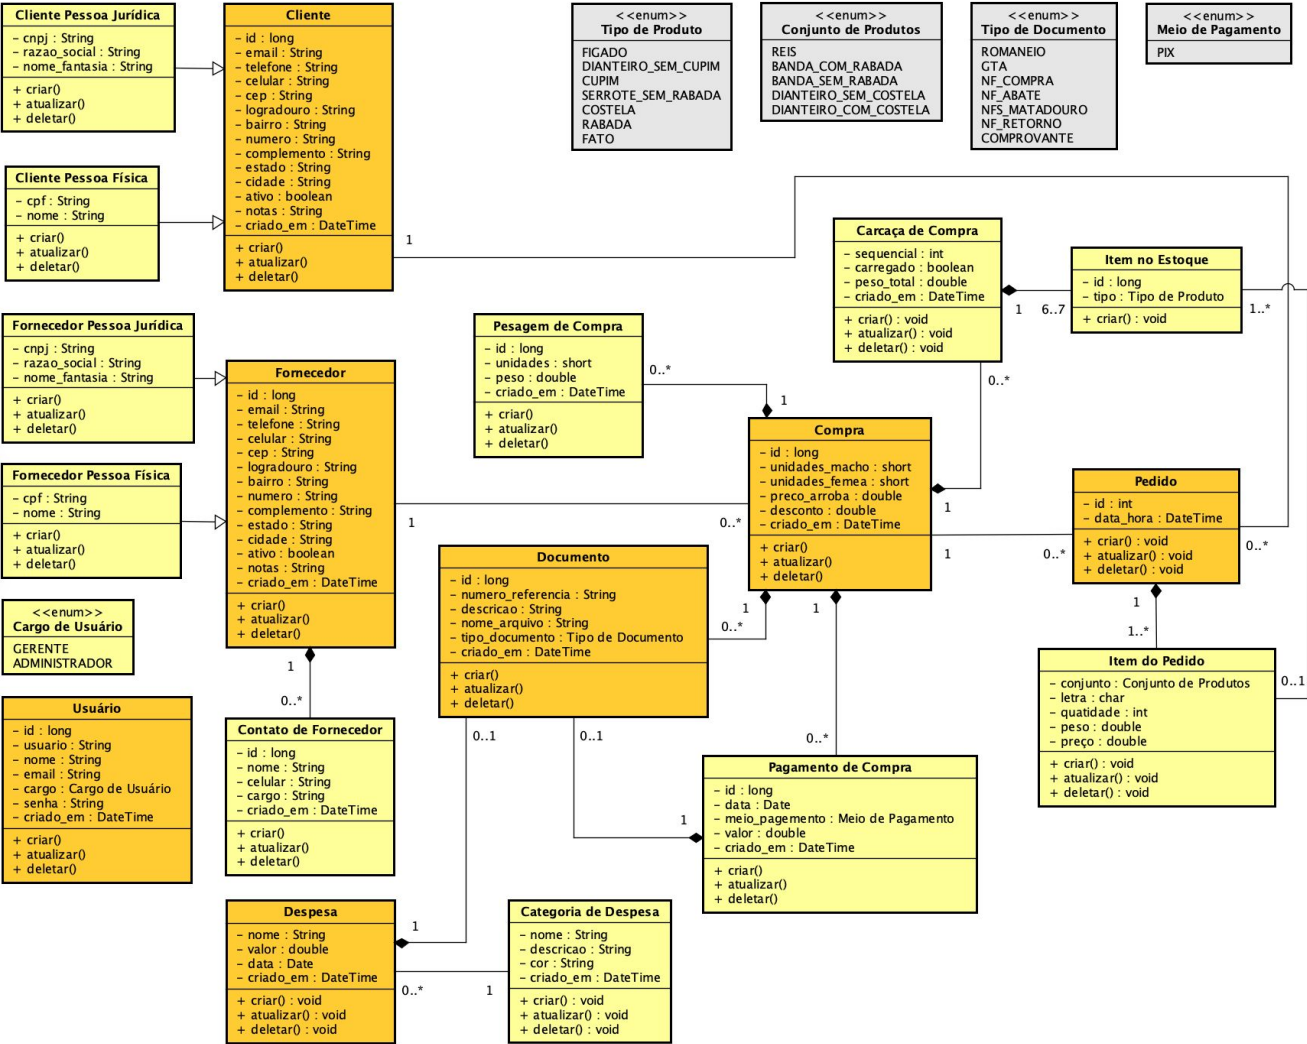 Cliente Pessoa Jurídica
- cnpj : String
- razao_social : String
- nome_fantasia : String
+ criar()
+ atualizar()
+ deletar()
Cliente Pessoa Física
- cpf : String
- nome : String
+ criar()
+ atualizar()
+ deletar()
Cliente
- id : long
- email : String
- telefone : String
- celular : String
- cep : String
- logradouro : String
- bairro : String
- numero : String
- complemento : String
- estado : String
- cidade : String
- ativo : boolean
- notas : String
- criado_em : DateTime
+ criar()
+ atualizar()
+ deletar()
1
<<enum>>
Tipo de Produto
FIGADO
DIANTEIRO_SEM_CUPIM
CUPIM
SERROTE_SEM_RABADA
COSTELA
RABADA
FATO
<<enum>>
Conjunto de Produtos
REIS
BANDA_COM_RABADA
BANDA_SEM_RABADA
DIANTEIRO_SEM_COSTELA
DIANTEIRO_COM_COSTELA
<<enum>>
Tipo de Documento
ROMANEIO
GTA
NF_COMPRA
NF_ABATE
NFS_MATADOURO
NF_RETORNO
COMPROVANTE
<<enum>>
Meio de Pagamento
PIX
Carcaça de Compra
- sequencial : int
- carregado : boolean
- peso_total : double
- criado_em : DateTime
+ criar() : void
+ atualizar() : void
+ deletar() : void
1
6..7
0..*
Item no Estoque
- id : long
- tipo : Tipo de Produto
+ criar() : void
1..*
Fornecedor Pessoa Jurídica
- cnpj : String
- razao_social : String
- nome_fantasia : String
+ criar()
+ atualizar()
+ deletar()
Fornecedor Pessoa Física
- cpf : String
- nome : String
+ criar()
+ atualizar()
+ deletar()
Fornecedor
- id : long
- email : String
- telefone : String
- celular : String
- cep : String
- logradouro : String
- bairro : String
- numero : String
- complemento : String
- estado : String
- cidade : String
- ativo : boolean
- notas : String
- criado_em : DateTime
+ criar()
+ atualizar()
+ deletar()
1
0..*
1
0..*
Pesagem de Compra
- id : long
- unidades : short
- peso : double
- criado_em : DateTime
+ criar()
+ atualizar()
+ deletar()
0..*
1
Compra
- id : long
- unidades_macho : short
- unidades_femea : short
- preco_arroba : double
- desconto : double
- criado_em : DateTime
+ criar()
+ atualizar()
+ deletar()
1
1
0..*
1
0..*
1
0..*
Pedido
- id : int
- data_hora : DateTime
+ criar() : void
+ atualizar() : void
+ deletar() : void
0..*
1
1..*
Item do Pedido
- conjunto : Conjunto de Produtos
- letra : char
- quatidade : int
- peso : double
- preço : double
+ criar() : void
+ atualizar() : void
+ deletar() : void
0..1
Documento
- id : long
- numero_referencia : String
- descricao : String
- nome_arquivo : String
- tipo_documento : Tipo de Documento
- criado_em : DateTime
+ criar()
+ atualizar()
+ deletar()
0..1
0..1
<<enum>>
Cargo de Usuário
GERENTE
ADMINISTRADOR
Usuário
- id : long
- usuario : String
- nome : String
- email : String
- cargo : Cargo de Usuário
- senha : String
- criado_em : DateTime
+ criar()
+ atualizar()
+ deletar()
Contato de Fornecedor
- id : long
- nome : String
- celular : String
- cargo : String
- criado_em : DateTime
+ criar()
+ atualizar()
+ deletar()
Pagamento de Compra
- id : long
- data : Date
- meio_pagemento : Meio de Pagamento
- valor : double
- criado_em : DateTime
+ criar()
+ atualizar()
+ deletar()
1
Despesa
- nome : String
- valor : double
- data : Date
- criado_em : DateTime
+ criar() : void
+ atualizar() : void
+ deletar() : void
1
0..*
1
Categoria de Despesa
- nome : String
- descricao : String
- cor : String
- criado_em : DateTime
+ criar() : void
+ atualizar() : void
+ deletar() : void